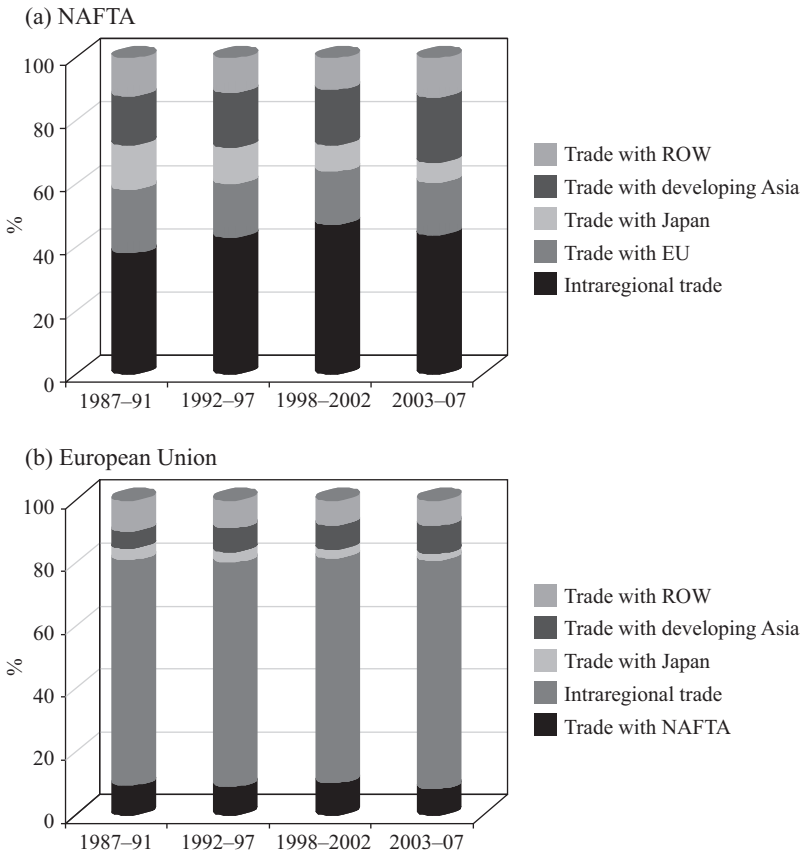 (a) NAFTA
100
80
60
40
20
0
%
1987–91
1992–97
1998–2002
2003–07
Trade with ROW
Trade with developing Asia
Trade with Japan
Trade with EU
Intraregional trade
(b) European Union
100
80
60
40
20
0
%
1987–91
1992–97
1998–2002
2003–07
Trade with ROW
Trade with developing Asia
Trade with Japan
Intraregional trade
Trade with NAFTA